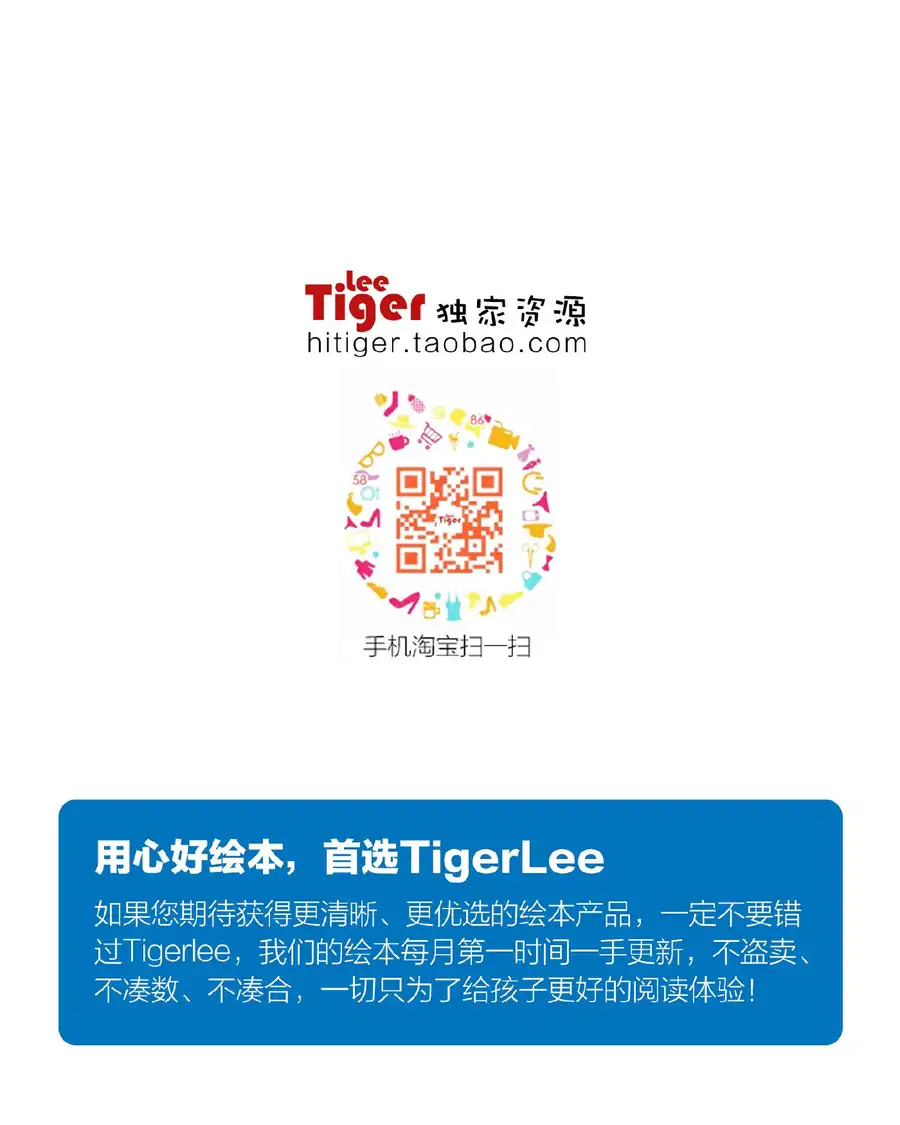 Lee
Tiger 独家资源
hitiger.taobao.com
86
58
Lee
Tiger
手机淘宝扫一扫
用心好绘本，首选TigerLee
如果您期待获得更清晰、更优选的绘本产品，一定不要错
过Tigerlee，我们的绘本每月第一时间一手更新，不盗卖、
不凑数、不凑合，一切只为了给孩子更好的阅读体验！